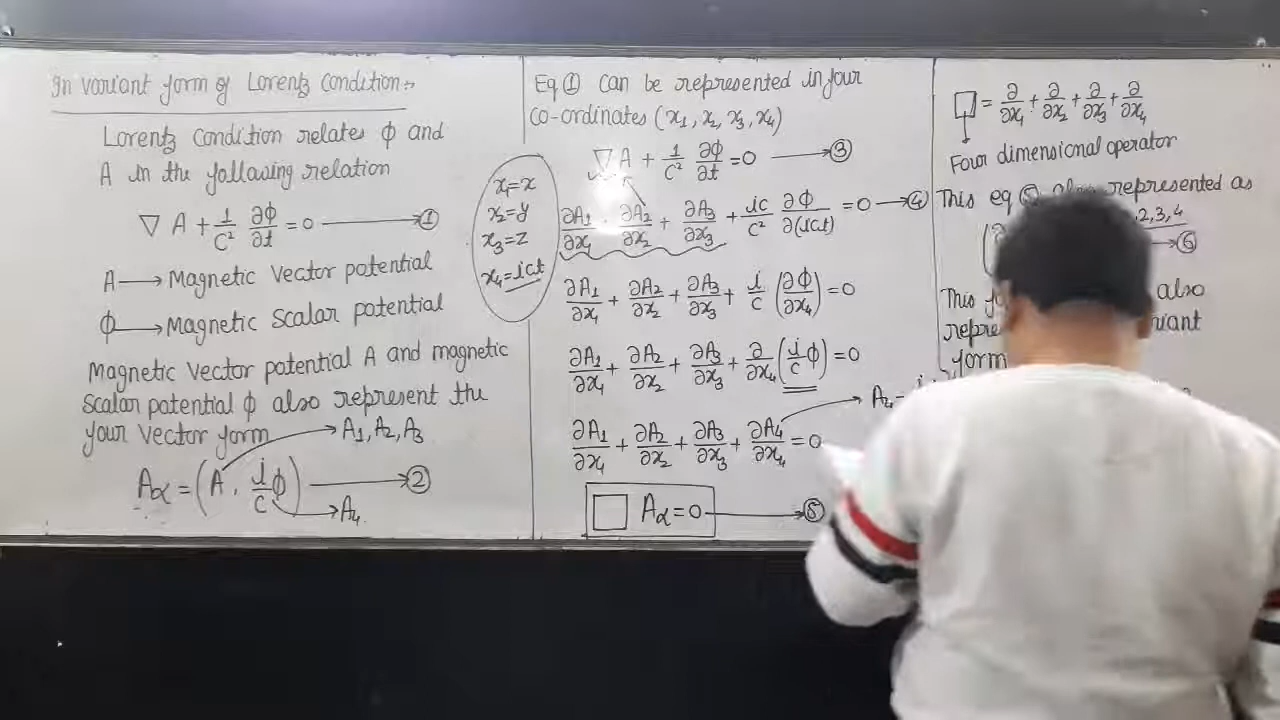 In variant form of Lorentz Condition:-
Lorentz Condition relates ϕ and
A in the following relation
∇ A + 1/C² ∂ϕ/∂t = 0 ①
A → Magnetic Vector potential
ϕ → Magnetic Scalar potential
Magnetic Vector potential A and magnetic
Scalar potential ϕ also represent the
four Vector form
A₁, A₂, A₃
Aα = (A, i/c ϕ) → ②
→ A₄
Eq ① Can be represented in four
Co-ordinates (x₁, x₂, x₃, x₄)
∇ A + 1/c² ∂ϕ/∂t = 0 → ③
x₁=x
x₂=y
x₃=z
x₄=ict
∂A₁/∂x₁ + ∂A₂/∂x₂ + ∂A₃/∂x₃ + ic/c² ∂ϕ/∂(ict) = 0 → ④
∂A₁/∂x₁ + ∂A₂/∂x₂ + ∂A₃/∂x₃ + i/c (∂ϕ/∂x₄) = 0
∂A₁/∂x₁ + ∂A₂/∂x₂ + ∂A₃/∂x₃ + ∂/∂x₄ (i/c ϕ) = 0
∂A₁/∂x₁ + ∂A₂/∂x₂ + ∂A₃/∂x₃ + ∂A₄/∂x₄ = 0
□ Aα = 0 → ⑤
□ = ∂/∂x₁ + ∂/∂x₂ + ∂/∂x₃ + ∂/∂x₄
Four dimensional operator
This eq ⑤ also represented as
,2,3,4
→ ⑥
This also
form